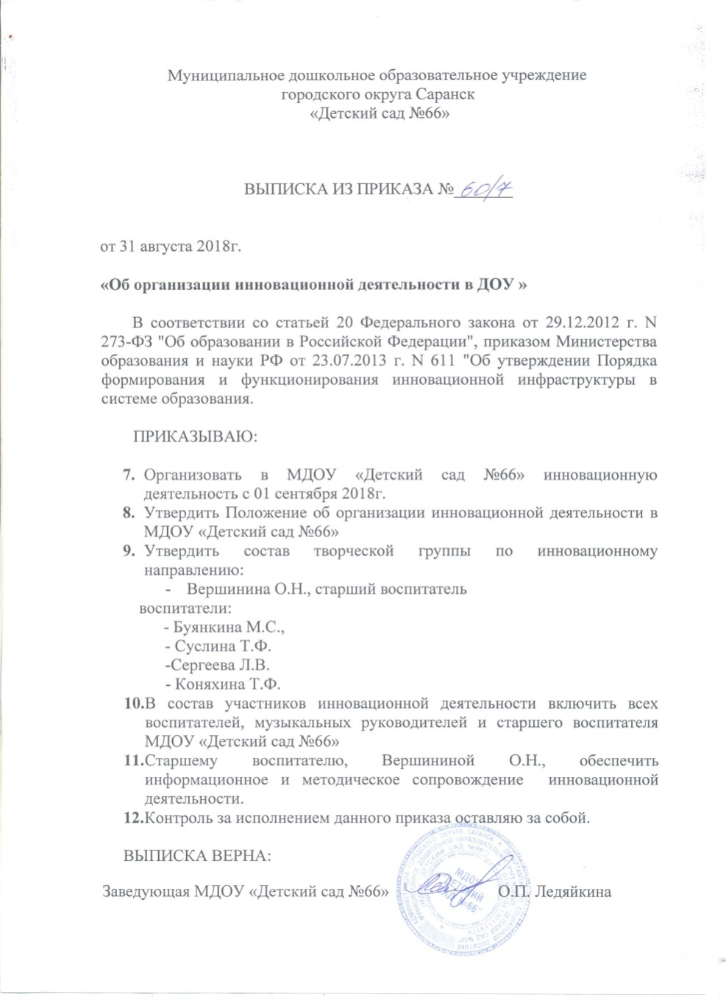 Муниципальное дошкольное образовательное учреждение
городского округа Саранск
«Детский сад №66»
ВЫПИСКА ИЗ ПРИКАЗА № 60/7
от 31 августа 2018г.
«Об организации инновационной деятельности в ДОУ »
В соответствии со статьей 20 Федерального закона от 29.12.2012 г. N
273-ФЗ "Об образовании в Российской Федерации", приказом Министерства
образования и науки РФ от 23.07.2013 г. N 611 "Об утверждении Порядка
формирования и функционирования инновационной инфраструктуры в
системе образования.
ПРИКАЗЫВАЮ:
7. Организовать в МДОУ «Детский сад №66» инновационную
деятельность с 01 сентября 2018г.
8. Утвердить Положение об организации инновационной деятельности в
МДОУ «Детский сад №66»
9. Утвердить состав творческой группы по инновационному
направлению:
- Вершинина О.Н., старший воспитатель
воспитатели:
- Буянкина М.С.,
- Суслина Т.Ф.
-Сергеева Л.В.
- Коняхина Т.Ф.
10.В состав участников инновационной деятельности включить всех
воспитателей, музыкальных руководителей и старшего воспитателя
МДОУ «Детский сад №66»
11.Старшему воспитателю, Вершининой О.Н., обеспечить
информационное и методическое сопровождение инновационной
деятельности.
12.Контроль за исполнением данного приказа оставляю за собой.
ВЫПИСКА ВЕРНА:
Заведующая МДОУ «Детский сад №66» О.П. Ледяйкина
МДОУ
"ДЕТСКИЙ
САД №66"